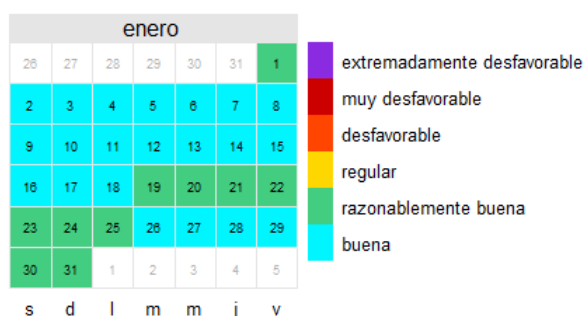 enero
26 27 28 29 30 31 1
2 3 4 5 6 7 8
9 10 11 12 13 14 15
16 17 18 19 20 21 22
23 24 25 26 27 28 29
30 31 1 2 3 4 5
s d l m m j v
extremadamente desfavorable
muy desfavorable
desfavorable
regular
razonablemente buena
buena